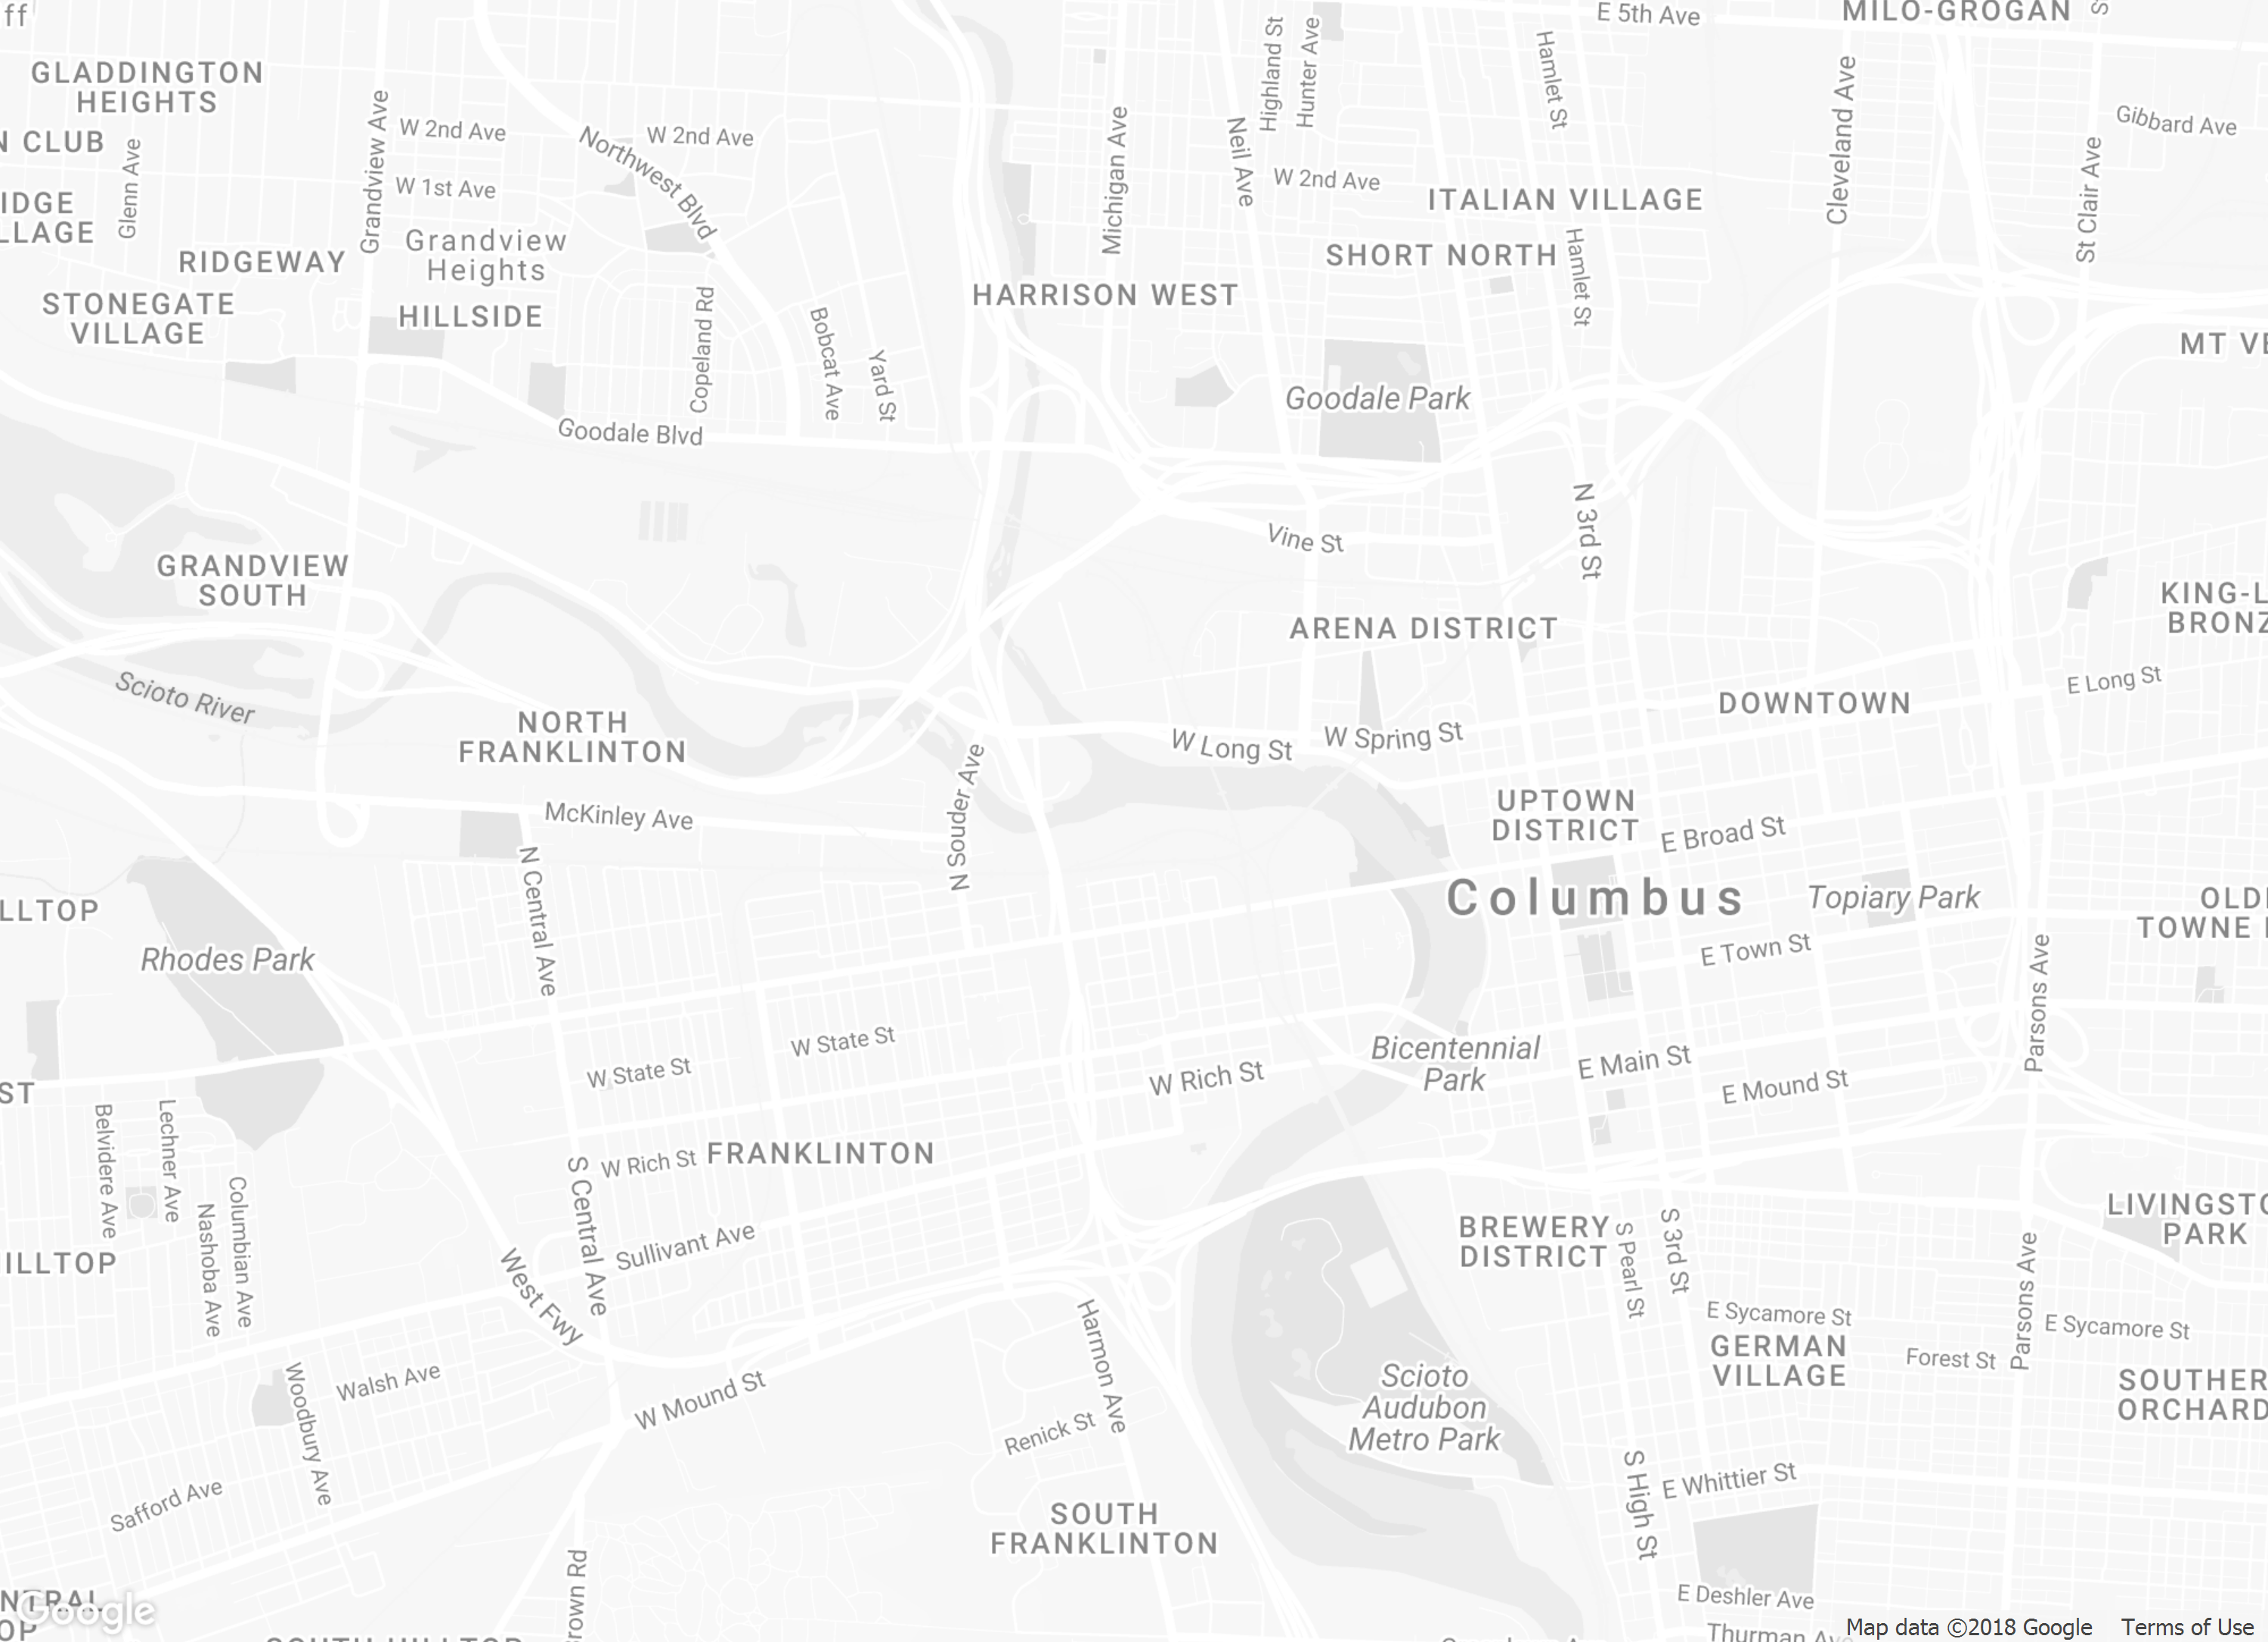 ff
E 5th Ave
MILO-GROGAN
S
GLADDINGTON
HEIGHTS
Grandview Ave
W 2nd Ave
Northwest Blvd
W 2nd Ave
Michigan Ave
Neil Ave
Highland St
Hunter Ave
Hamlet St
Cleveland Ave
Gibbard Ave
N CLUB
Glenn Ave
W 1st Ave
W 2nd Ave
ITALIAN VILLAGE
St Clair Ave
IDGE
LLAGE
RIDGEWAY
Grandview
Heights
SHORT NORTH
Hamlet St
STONEGATE
VILLAGE
HILLSIDE
Copeland Rd
Bobcat Ave
Yard St
HARRISON WEST
MT VE
Goodale Park
Goodale Blvd
N 3rd St
Vine St
GRANDVIEW
SOUTH
KING-L
BRONZ
ARENA DISTRICT
Scioto River
E Long St
DOWNTOWN
NORTH
FRANKLINTON
W Long St
W Spring St
N Souder Ave
McKinley Ave
UPTOWN
DISTRICT
E Broad St
N Central Ave
Columbus
Topiary Park
LLTOP
OLD
TOWNE
Rhodes Park
E Town St
Parsons Ave
W State St
W State St
Bicentennial
Park
E Main St
W Rich St
E Mound St
ST
Belvidere Ave
Lechner Ave
Nashoba Ave
Columbian Ave
W Rich St
FRANKLINTON
S Central Ave
Sullivant Ave
BREWERY
DISTRICT
S Pearl St
S 3rd St
LIVINGSTO
PARK
ILLTOP
West Fwy
Harmon Ave
E Sycamore St
E Sycamore St
Parsons Ave
GERMAN
VILLAGE
Forest St
Woodbury Ave
Walsh Ave
W Mound St
Scioto
Audubon
Metro Park
SOUTHER
ORCHARD
Renick St
S High St
E Whittier St
Safford Ave
SOUTH
FRANKLINTON
Brown Rd
E Deshler Ave
NTRAL
OP
Google
SOUTH HILLTOP
Thurman Av
Map data ©2018 Google
Terms of Use